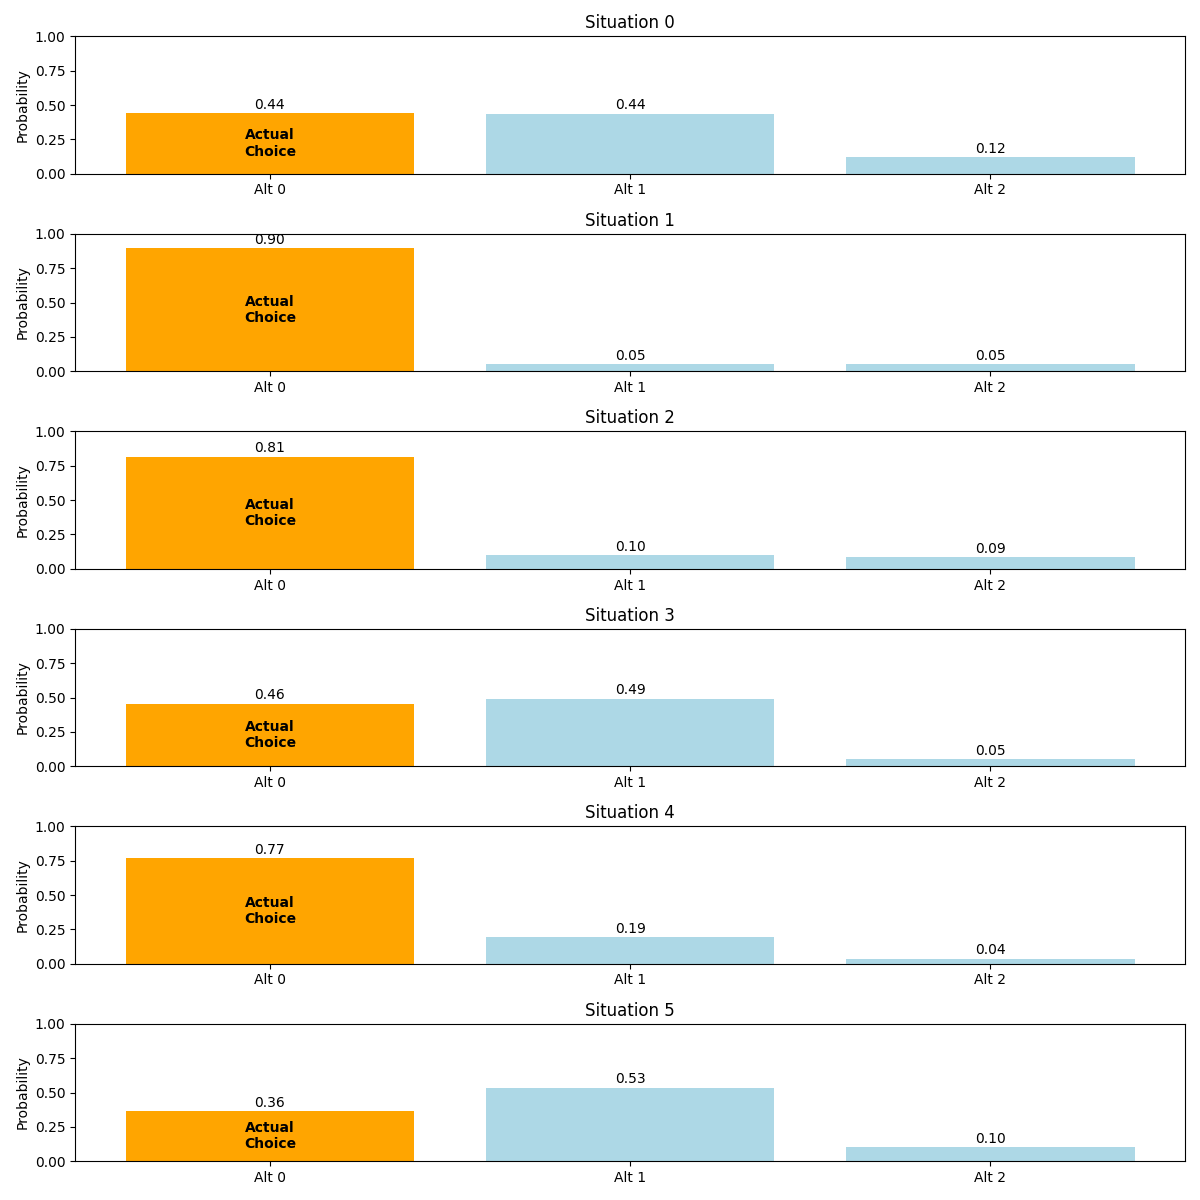 Situation 0
1.00
0.75
0.50
0.25
0.00
Probability
0.44
0.44
0.12
Actual
Choice
Alt 0
Alt 1
Alt 2
Situation 1
1.00
0.75
0.50
0.25
0.00
Probability
0.90
0.05
0.05
Actual
Choice
Alt 0
Alt 1
Alt 2
Situation 2
1.00
0.75
0.50
0.25
0.00
Probability
0.81
0.10
0.09
Actual
Choice
Alt 0
Alt 1
Alt 2
Situation 3
1.00
0.75
0.50
0.25
0.00
Probability
0.46
0.49
0.05
Actual
Choice
Alt 0
Alt 1
Alt 2
Situation 4
1.00
0.75
0.50
0.25
0.00
Probability
0.77
0.19
0.04
Actual
Choice
Alt 0
Alt 1
Alt 2
Situation 5
1.00
0.75
0.50
0.25
0.00
Probability
0.36
0.53
0.10
Actual
Choice
Alt 0
Alt 1
Alt 2